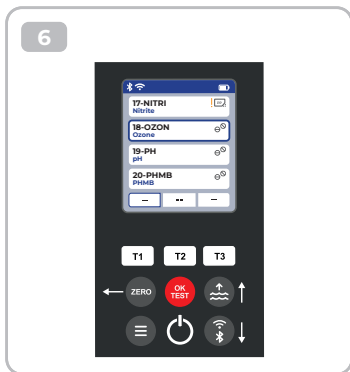 6
17-NITRI
Nitrite
18-OZON
Ozone
19-PH
pH
20-PHMB
PHMB
T1 T2 T3
ZERO OK
TEST